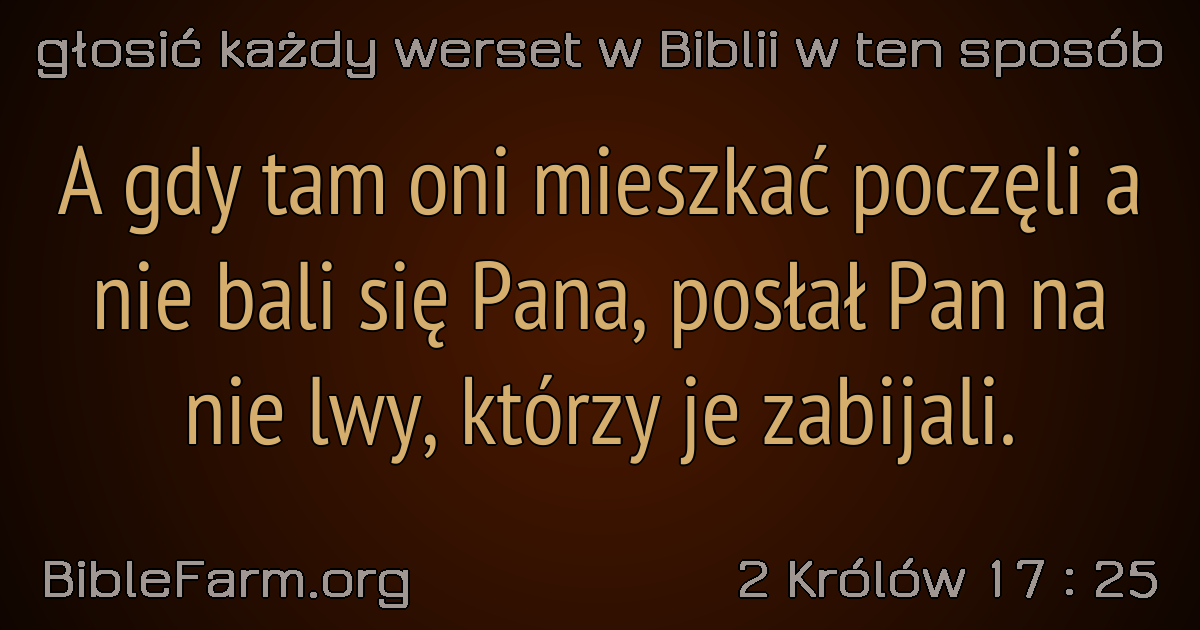 głosić każdy werset w Biblii w ten sposób
A gdy tam oni mieszkać poczęli a
nie bali się Pana, posłał Pan na
nie lwy, którzy je zabijali.
BibleFarm.org
2 Królów 17 : 25